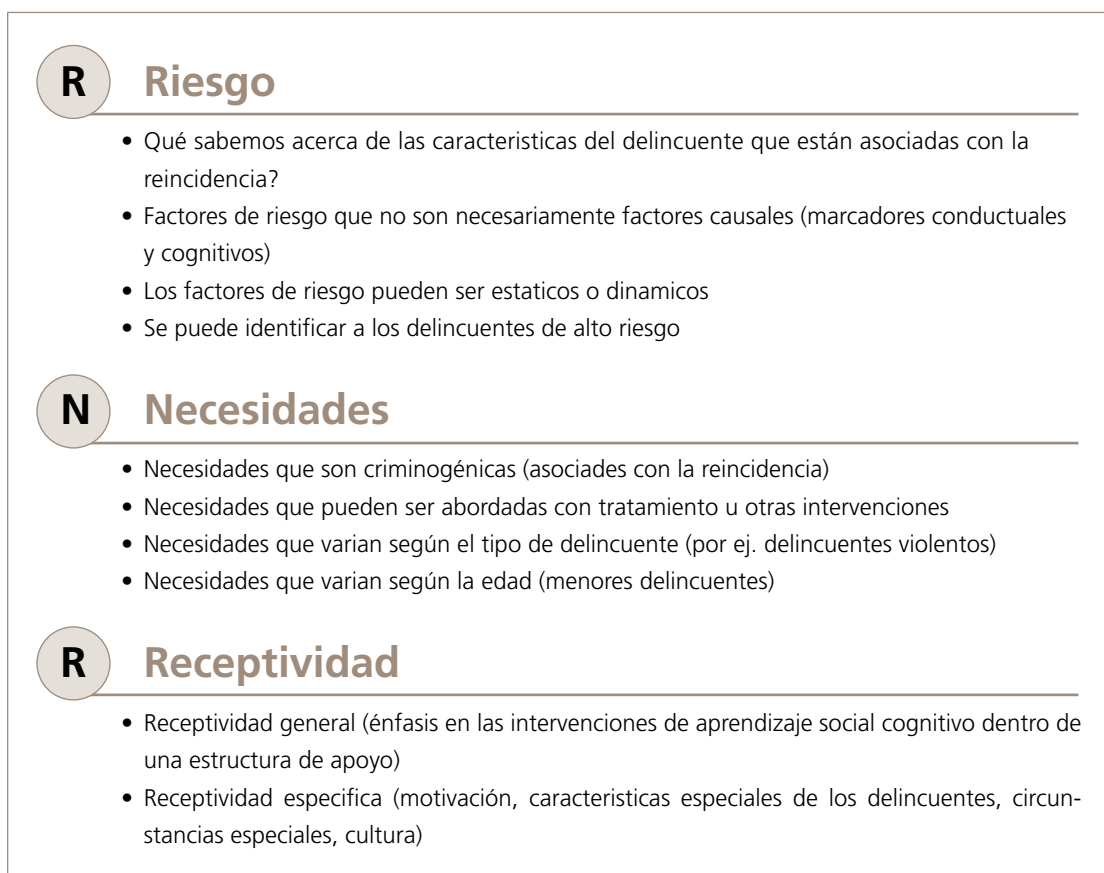 R Riesgo
• Qué sabemos acerca de las caracteristicas del delincuente que están asociadas con la
reincidencia?
• Factores de riesgo que no son necesariamente factores causales (marcadores conductuales
y cognitivos)
• Los factores de riesgo pueden ser estaticos o dinamicos
• Se puede identificar a los delincuentes de alto riesgo
N Necesidades
• Necesidades que son criminogénicas (asociades con la reincidencia)
• Necesidades que pueden ser abordadas con tratamiento u otras intervenciones
• Necesidades que varian según el tipo de delincuente (por ej. delincuentes violentos)
• Necesidades que varian según la edad (menores delincuentes)
R Receptividad
• Receptividad general (énfasis en las intervenciones de aprendizaje social cognitivo dentro de
una estructura de apoyo)
• Receptividad especifica (motivación, caracteristicas especiales de los delincuentes, circun-
stancias especiales, cultura)